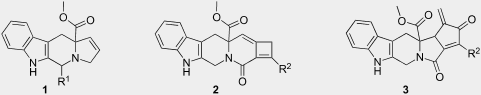 O O N N H R¹ 1
O O N N H O R² 2
O O N N H O O R² 3